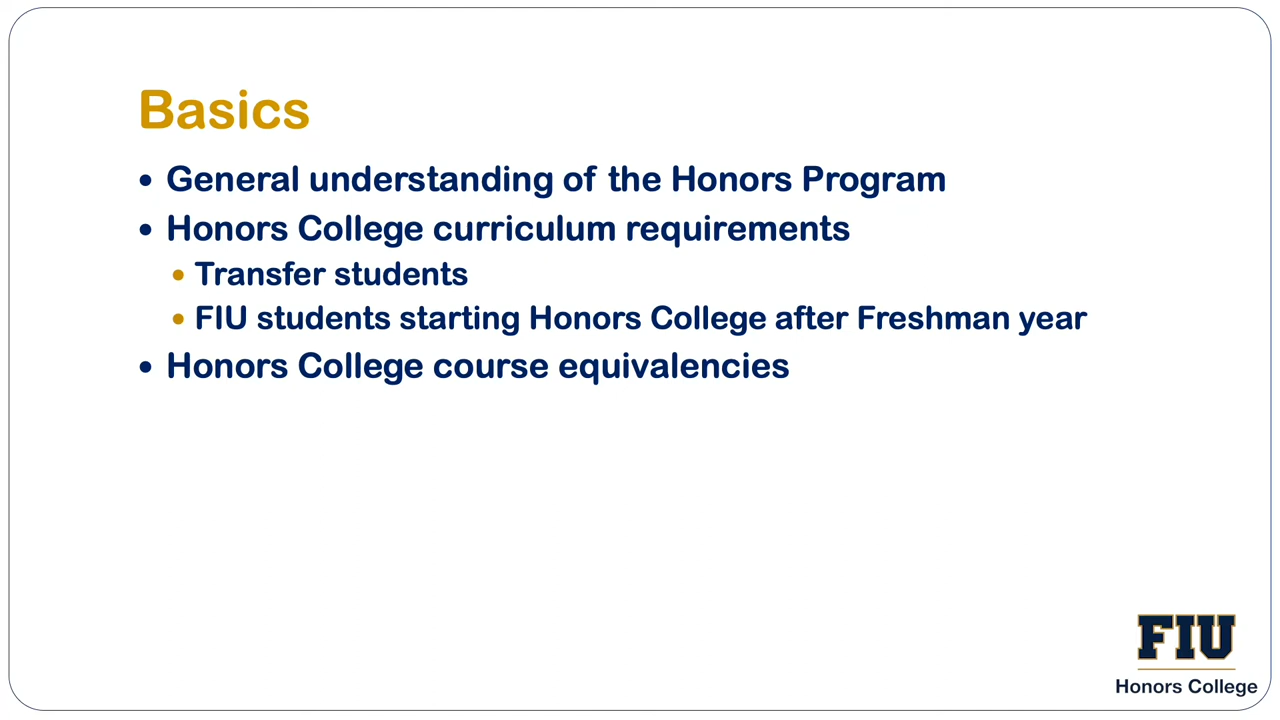 Basics
• General understanding of the Honors Program
• Honors College curriculum requirements
• Transfer students
• FIU students starting Honors College after Freshman year
• Honors College course equivalencies
FIU
Honors College